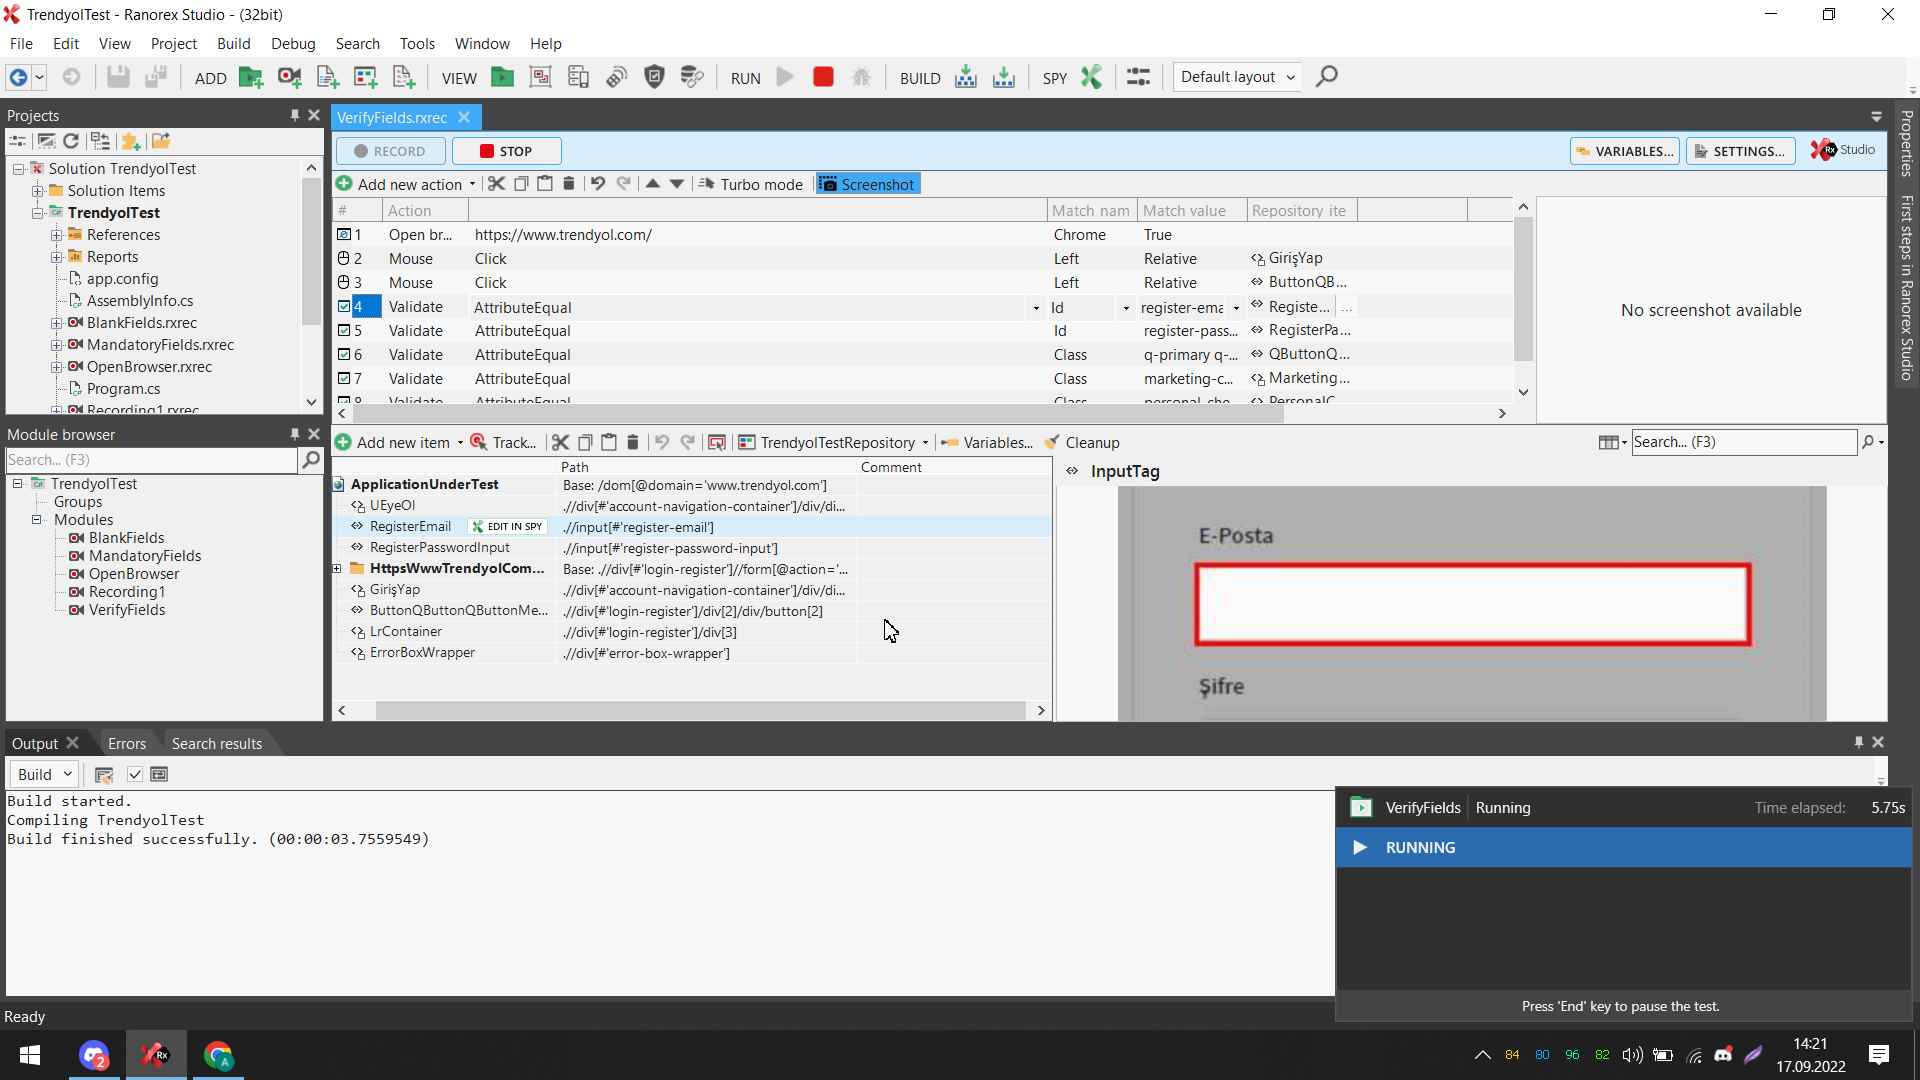 TrendyolTest - Ranorex Studio - (32bit)
File Edit View Project Build Debug Search Tools Window Help
ADD VIEW RUN BUILD SPY Default layout
Projects
Solution TrendyolTest
Solution Items
TrendyolTest
References
Reports
app.config
AssemblyInfo.cs
BlankFields.rxrec
MandatoryFields.rxrec
OpenBrowser.rxrec
Program.cs
Recording1.rxrec
VerifyFields.rxrec
RECORD STOP VARIABLES... SETTINGS... Rx Studio
Add new action Turbo mode Screenshot
# Action Match nam Match value Repository ite
1 Open br... https://www.trendyol.com/ Chrome True
2 Mouse Click Left Relative GirişYap
3 Mouse Click Left Relative ButtonQB...
4 Validate AttributeEqual Id register-ema Registe... ...
5 Validate AttributeEqual Id register-pass... RegisterPa...
6 Validate AttributeEqual Class q-primary q-... QButtonQ...
7 Validate AttributeEqual Class marketing-c... Marketing...
8 Validate AttributeEqual Class personal-che PersonalC
No screenshot available
Properties
First steps in Ranorex Studio
Module browser
Search... (F3)
TrendyolTest
Groups
Modules
BlankFields
MandatoryFields
OpenBrowser
Recording1
VerifyFields
Add new item Track... TrendyolTestRepository Variables... Cleanup Search... (F3)
Path Comment
ApplicationUnderTest Base: /dom[@domain='www.trendyol.com']
UEyeOl .//div[#'account-navigation-container']/div/di...
RegisterEmail EDIT IN SPY .//input[#'register-email']
RegisterPasswordInput .//input[#'register-password-input']
HttpsWwwTrendyolCom... Base: .//div[#'login-register']//form[@action='...
GirişYap .//div[#'account-navigation-container']/div/di...
ButtonQButtonQButtonMe... .//div[#'login-register']/div[2]/div/button[2]
LrContainer .//div[#'login-register']/div[3]
ErrorBoxWrapper .//div[#'error-box-wrapper']
InputTag
E-Posta
Şifre
Output Errors Search results
Build
Build started.
Compiling TrendyolTest
Build finished successfully. (00:00:03.7559549)
VerifyFields Running Time elapsed: 5.75s
RUNNING
Press 'End' key to pause the test.
Ready
2 Rx A 84 80 96 82 14:21
17.09.2022